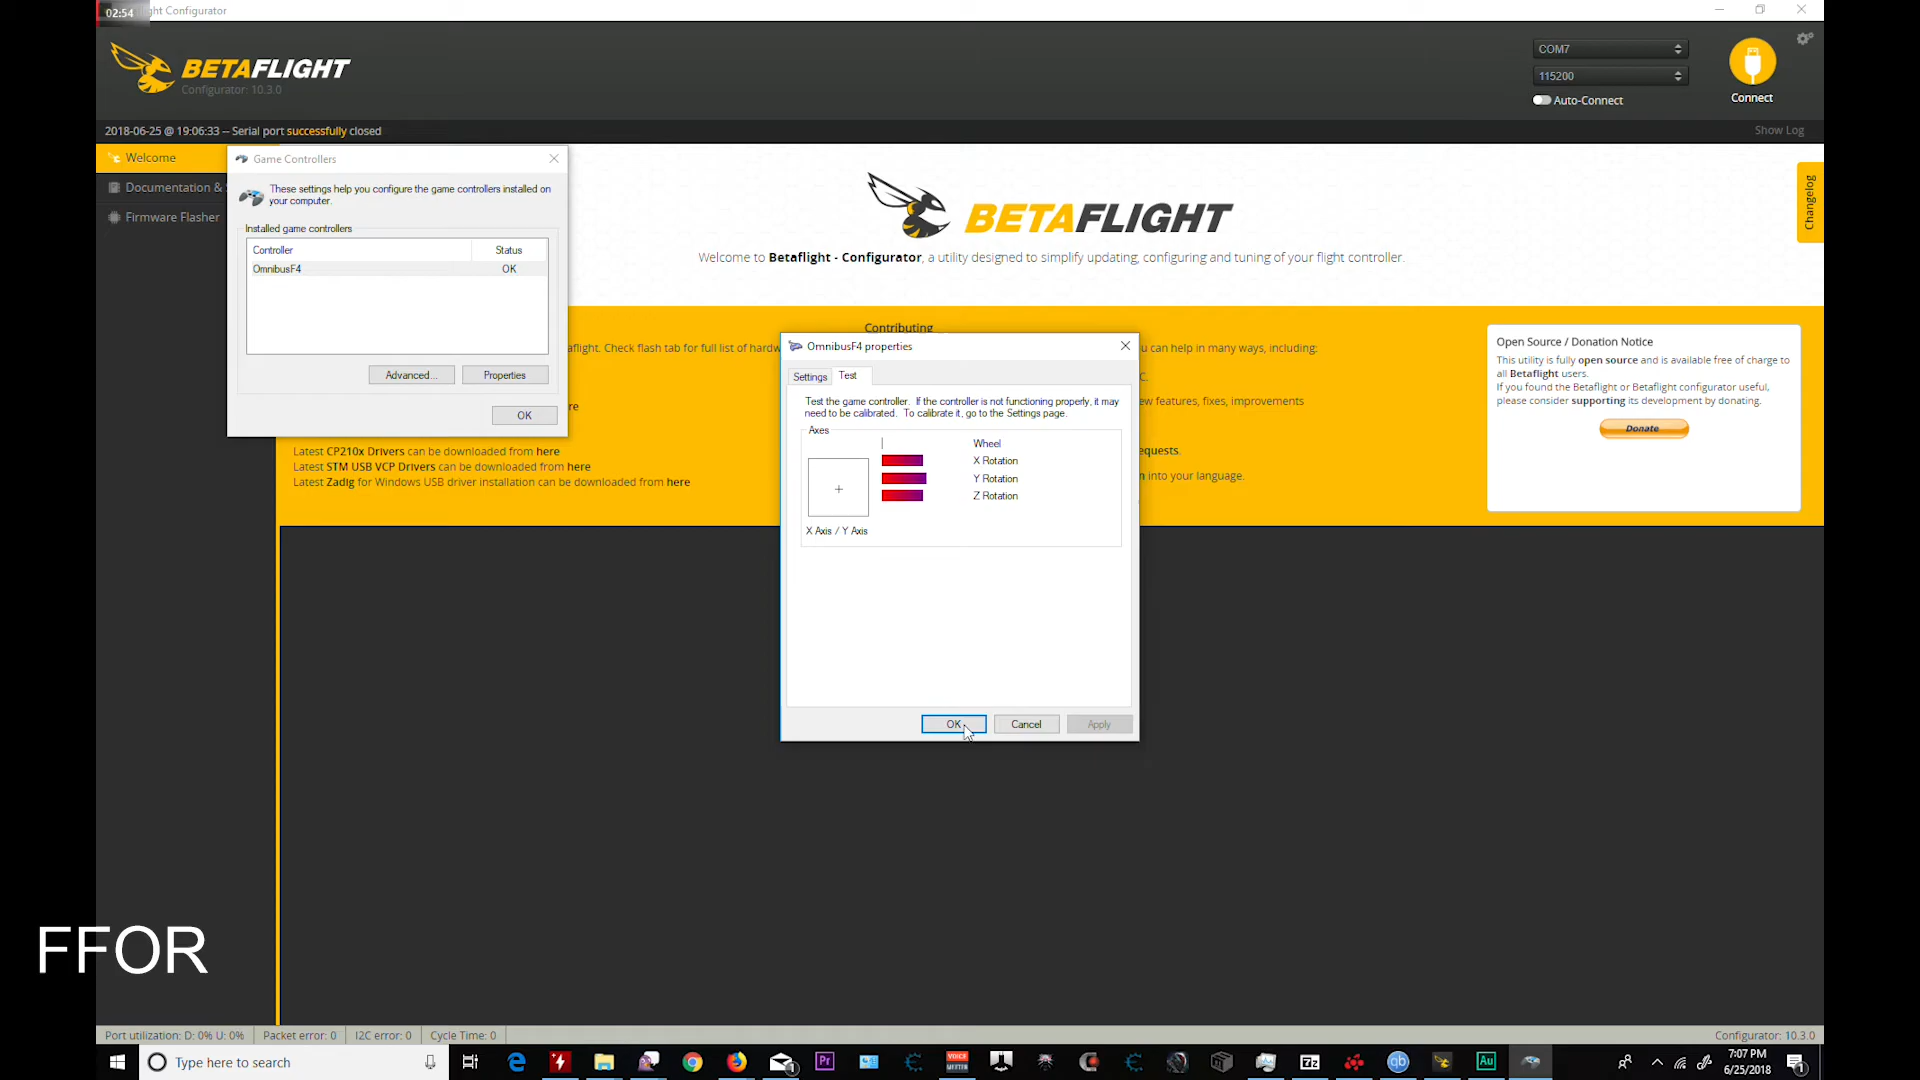 02:54
ght Configurator
BETAFLIGHT
Configurator: 10.3.0
COM7
115200
Auto-Connect
Connect
2018-06-25 @ 19:06:33 -- Serial port successfully closed
Show Log
Welcome
Documentation &
Firmware Flasher
Game Controllers
These settings help you configure the game controllers installed on
your computer.
Installed game controllers
Controller Status
OmnibusF4 OK
Advanced... Properties
OK
BETAFLIGHT
Welcome to Betaflight - Configurator, a utility designed to simplify updating, configuring and tuning of your flight controller.
Changelog
Contributing
aflight. Check flash tab for full list of hardw
u can help in many ways, including:
C.
ew features, fixes, improvements
re
equests.
n into your language.
Latest CP210x Drivers can be downloaded from here
Latest STM USB VCP Drivers can be downloaded from here
Latest Zadig for Windows USB driver installation can be downloaded from here
OmnibusF4 properties
Settings Test
Test the game controller. If the controller is not functioning properly, it may
need to be calibrated. To calibrate it, go to the Settings page.
Axes
Wheel
X Rotation
Y Rotation
Z Rotation
X Axis / Y Axis
OK Cancel Apply
Open Source / Donation Notice
This utility is fully open source and is available free of charge to
all Betaflight users.
If you found the Betaflight or Betaflight configurator useful,
please consider supporting its development by donating.
Donate
FFOR
Port utilization: D: 0% U: 0% Packet error: 0 I2C error: 0 Cycle Time: 0
Configurator: 10.3.0
Type here to search
1
Pr
Zz
qb
Au
7:07 PM
6/25/2018
1